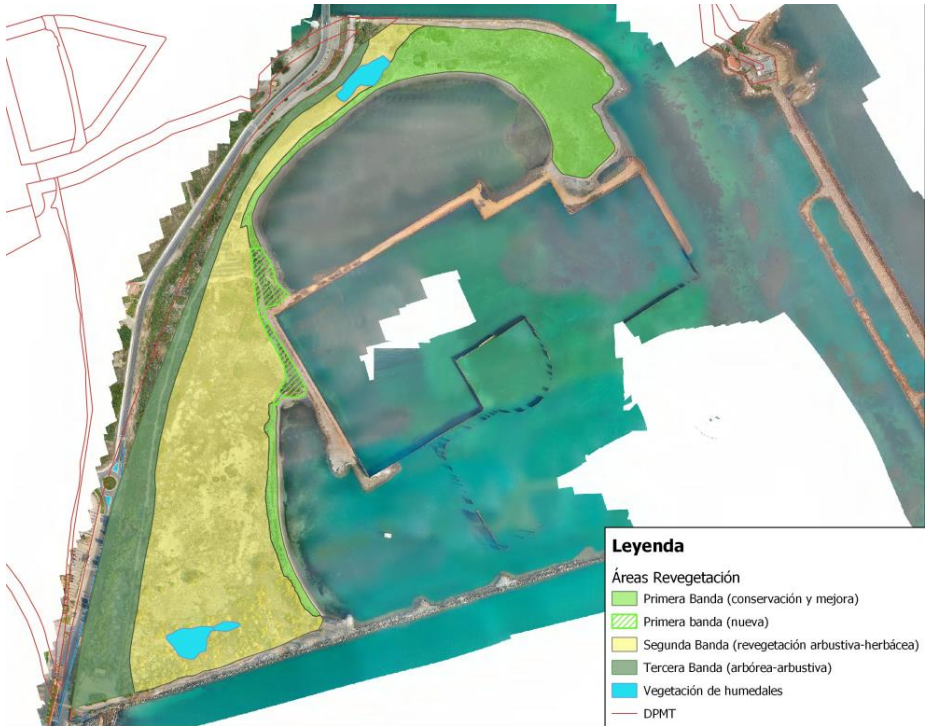 Leyenda
Áreas Revegetación
Primera Banda (conservación y mejora)
Primera banda (nueva)
Segunda Banda (revegetación arbustiva-herbácea)
Tercera Banda (arbórea-arbustiva)
Vegetación de humedales
DPMT